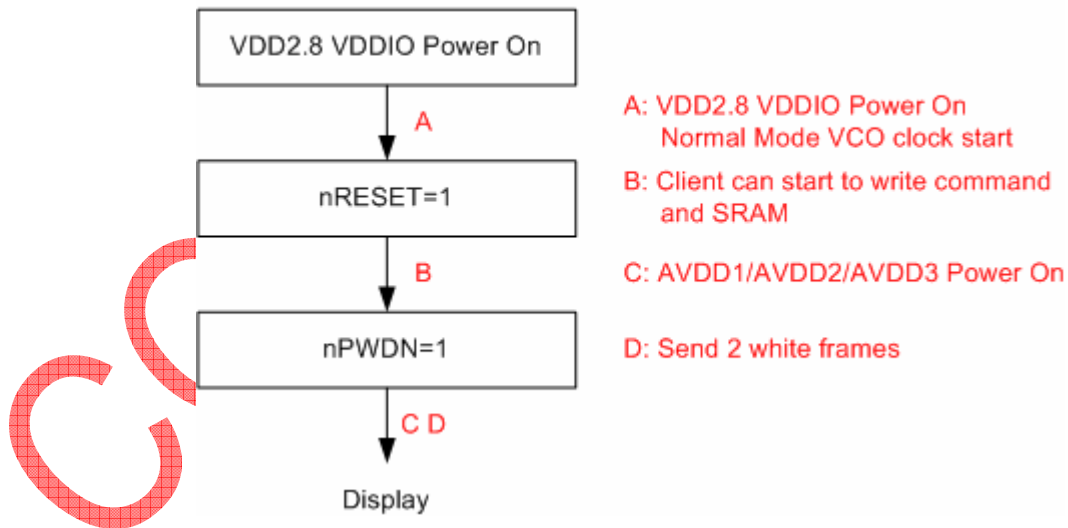 VDD2.8 VDDIO Power On
A
nRESET=1
B
nPWDN=1
C D
Display
A: VDD2.8 VDDIO Power On
Normal Mode VCO clock start
B: Client can start to write command
and SRAM
C: AVDD1/AVDD2/AVDD3 Power On
D: Send 2 white frames